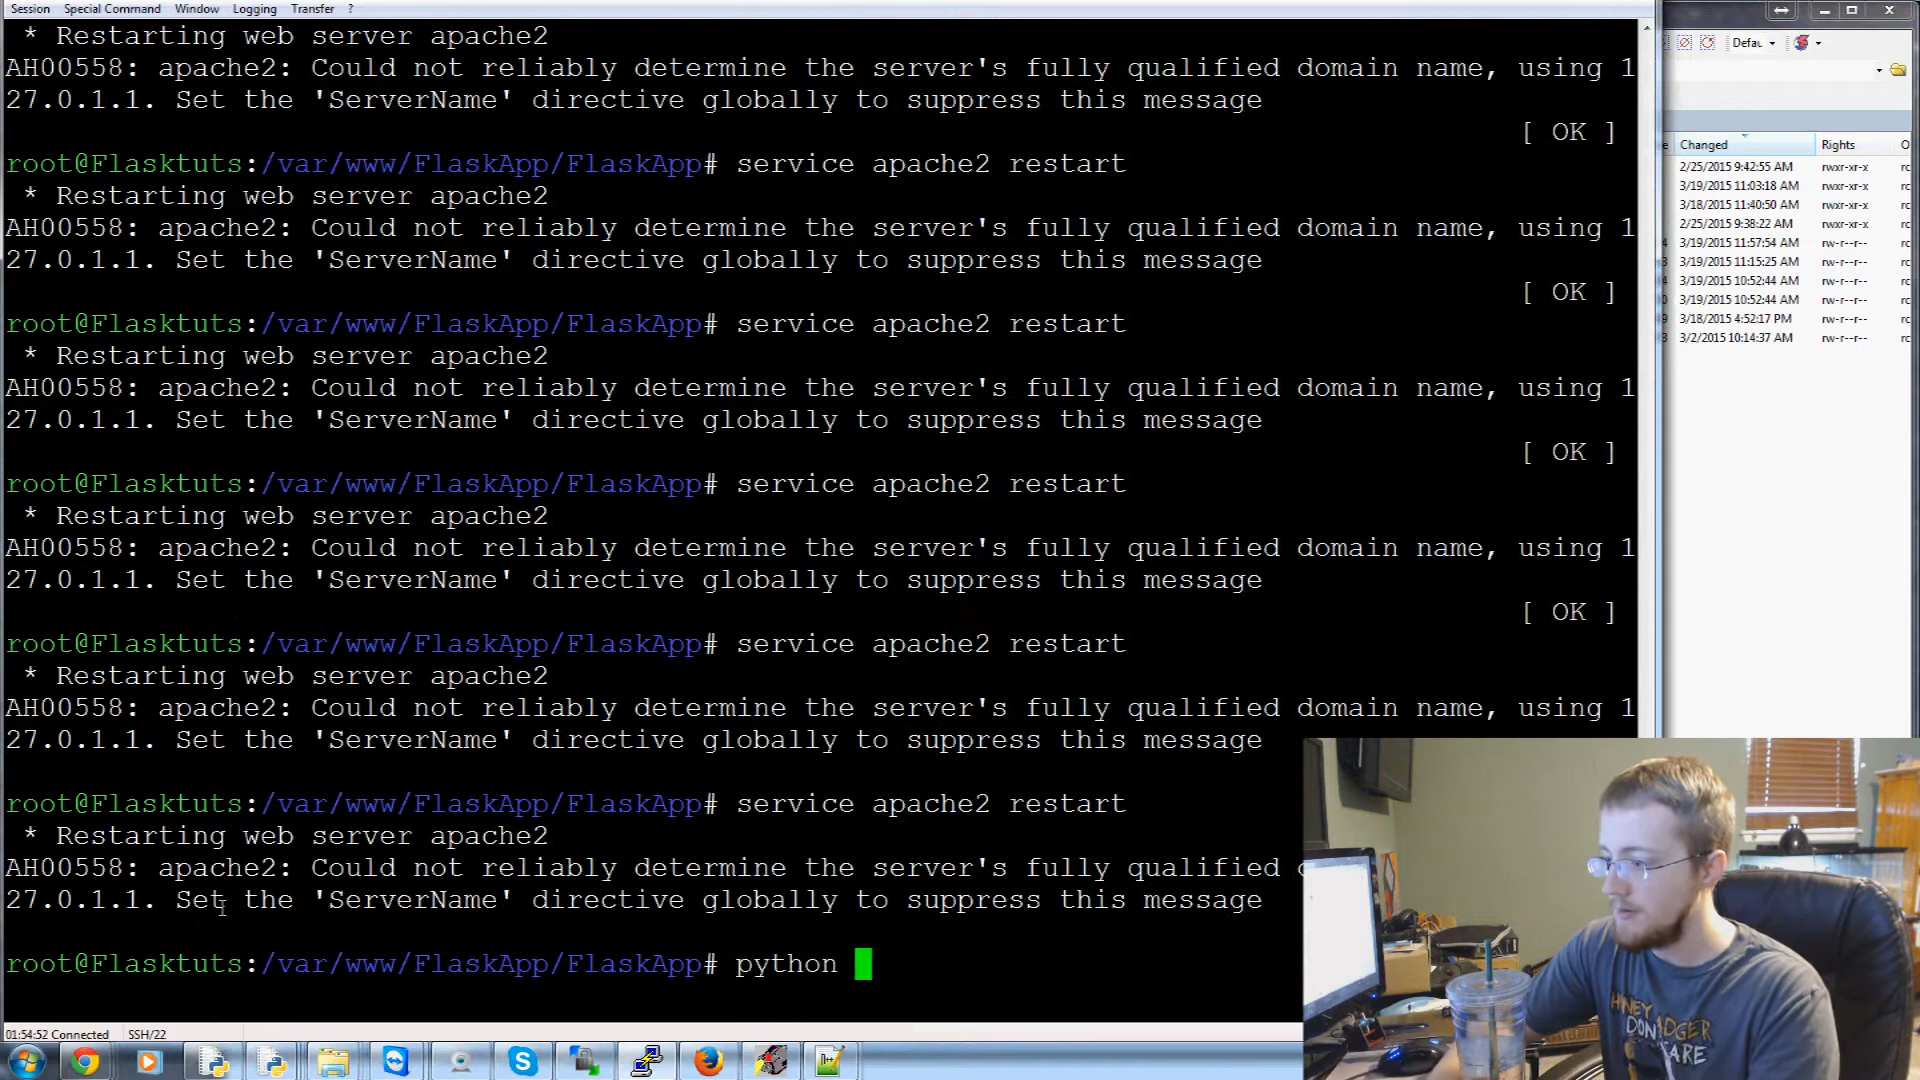 Session Special Command Window Logging Transfer ?
* Restarting web server apache2
AH00558: apache2: Could not reliably determine the server's fully qualified domain name, using 1
27.0.1.1. Set the 'ServerName' directive globally to suppress this message
[ OK ]
root@Flasktuts:/var/www/FlaskApp/FlaskApp# service apache2 restart
* Restarting web server apache2
AH00558: apache2: Could not reliably determine the server's fully qualified domain name, using 1
27.0.1.1. Set the 'ServerName' directive globally to suppress this message
[ OK ]
root@Flasktuts:/var/www/FlaskApp/FlaskApp# service apache2 restart
* Restarting web server apache2
AH00558: apache2: Could not reliably determine the server's fully qualified domain name, using 1
27.0.1.1. Set the 'ServerName' directive globally to suppress this message
[ OK ]
root@Flasktuts:/var/www/FlaskApp/FlaskApp# service apache2 restart
* Restarting web server apache2
AH00558: apache2: Could not reliably determine the server's fully qualified domain name, using 1
27.0.1.1. Set the 'ServerName' directive globally to suppress this message
[ OK ]
root@Flasktuts:/var/www/FlaskApp/FlaskApp# service apache2 restart
* Restarting web server apache2
AH00558: apache2: Could not reliably determine the server's fully qualified domain name, using 1
27.0.1.1. Set the 'ServerName' directive globally to suppress this message
root@Flasktuts:/var/www/FlaskApp/FlaskApp# service apache2 restart
* Restarting web server apache2
AH00558: apache2: Could not reliably determine the server's fully qualified
27.0.1.1. Set the 'ServerName' directive globally to suppress this message
root@Flasktuts:/var/www/FlaskApp/FlaskApp# python
01:54:52 Connected SSH/22
Defau
Changed Rights
2/25/2015 9:42:55 AM rwxr-xr-x
3/19/2015 11:03:18 AM rwxr-xr-x
3/18/2015 11:40:50 AM rwxr-xr-x
2/25/2015 9:38:22 AM rwxr-xr-x
3/19/2015 11:57:54 AM rw-r--r--
3/19/2015 11:15:25 AM rw-r--r--
3/19/2015 10:52:44 AM rw-r--r--
3/19/2015 10:52:44 AM rw-r--r--
3/18/2015 4:52:17 PM rw-r--r--
3/2/2015 10:14:37 AM rw-r--r--